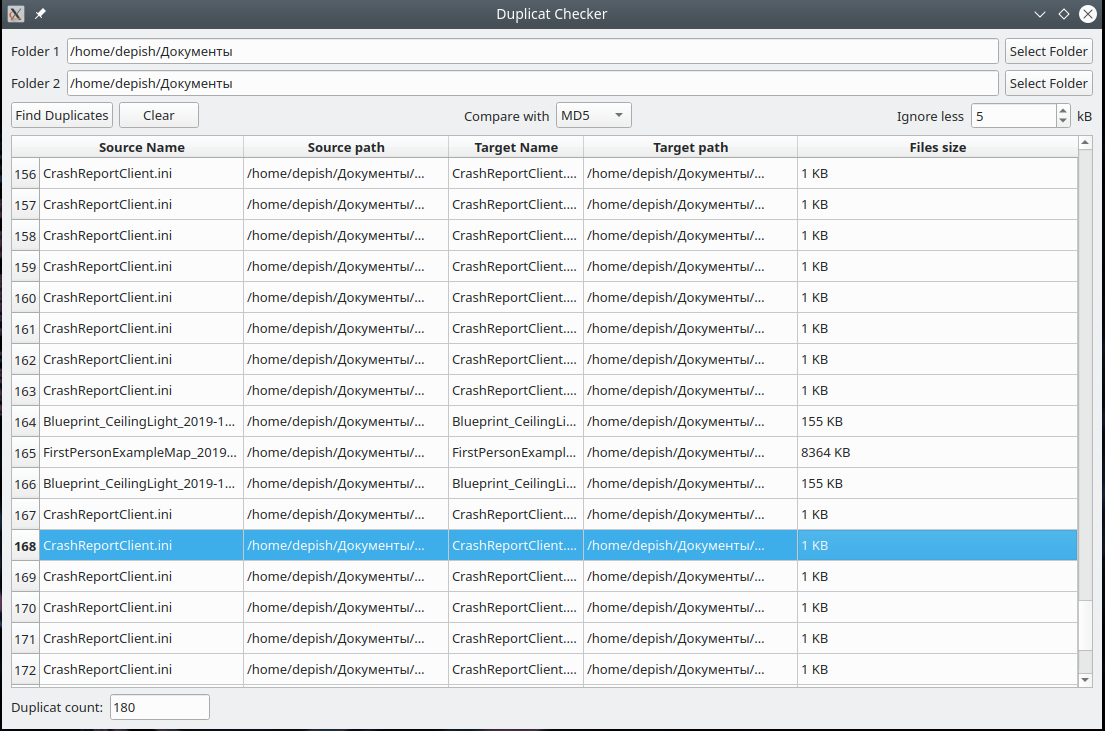 Duplicat Checker
Folder 1 /home/depish/Документы Select Folder
Folder 2 /home/depish/Документы Select Folder
Find Duplicates Clear Compare with MD5 Ignore less 5 kB
Source Name Source path Target Name Target path Files size
156 CrashReportClient.ini /home/depish/Документы/... CrashReportClient.... /home/depish/Документы/... 1 KB
157 CrashReportClient.ini /home/depish/Документы/... CrashReportClient.... /home/depish/Документы/... 1 KB
158 CrashReportClient.ini /home/depish/Документы/... CrashReportClient.... /home/depish/Документы/... 1 KB
159 CrashReportClient.ini /home/depish/Документы/... CrashReportClient.... /home/depish/Документы/... 1 KB
160 CrashReportClient.ini /home/depish/Документы/... CrashReportClient.... /home/depish/Документы/... 1 KB
161 CrashReportClient.ini /home/depish/Документы/... CrashReportClient.... /home/depish/Документы/... 1 KB
162 CrashReportClient.ini /home/depish/Документы/... CrashReportClient.... /home/depish/Документы/... 1 KB
163 CrashReportClient.ini /home/depish/Документы/... CrashReportClient.... /home/depish/Документы/... 1 KB
164 Blueprint_CeilingLight_2019-1... /home/depish/Документы/... Blueprint_CeilingLi... /home/depish/Документы/... 155 KB
165 FirstPersonExampleMap_2019... /home/depish/Документы/... FirstPersonExampl... /home/depish/Документы/... 8364 KB
166 Blueprint_CeilingLight_2019-1... /home/depish/Документы/... Blueprint_CeilingLi... /home/depish/Документы/... 155 KB
167 CrashReportClient.ini /home/depish/Документы/... CrashReportClient.... /home/depish/Документы/... 1 KB
168 CrashReportClient.ini /home/depish/Документы/... CrashReportClient.... /home/depish/Документы/... 1 KB
169 CrashReportClient.ini /home/depish/Документы/... CrashReportClient.... /home/depish/Документы/... 1 KB
170 CrashReportClient.ini /home/depish/Документы/... CrashReportClient.... /home/depish/Документы/... 1 KB
171 CrashReportClient.ini /home/depish/Документы/... CrashReportClient.... /home/depish/Документы/... 1 KB
172 CrashReportClient.ini /home/depish/Документы/... CrashReportClient.... /home/depish/Документы/... 1 KB
Duplicat count: 180